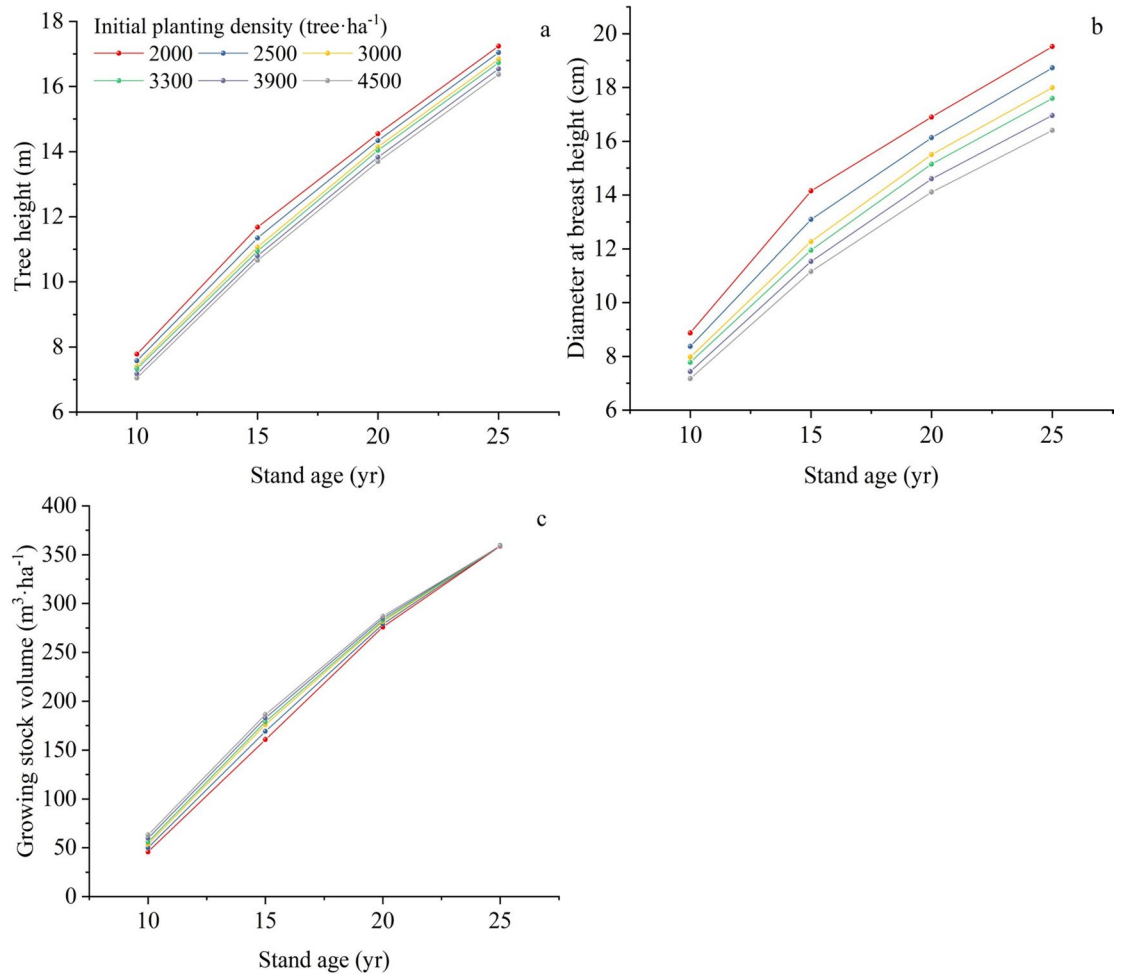 Initial planting density (tree·ha⁻¹)
2000 2500 3000
3300 3900 4500
a
18
16
14
12
10
8
6
Tree height (m)
10 15 20 25
Stand age (yr)
b
20
18
16
14
12
10
8
6
Diameter at breast height (cm)
10 15 20 25
Stand age (yr)
c
400
350
300
250
200
150
100
50
0
Growing stock volume (m³·ha⁻¹)
10 15 20 25
Stand age (yr)